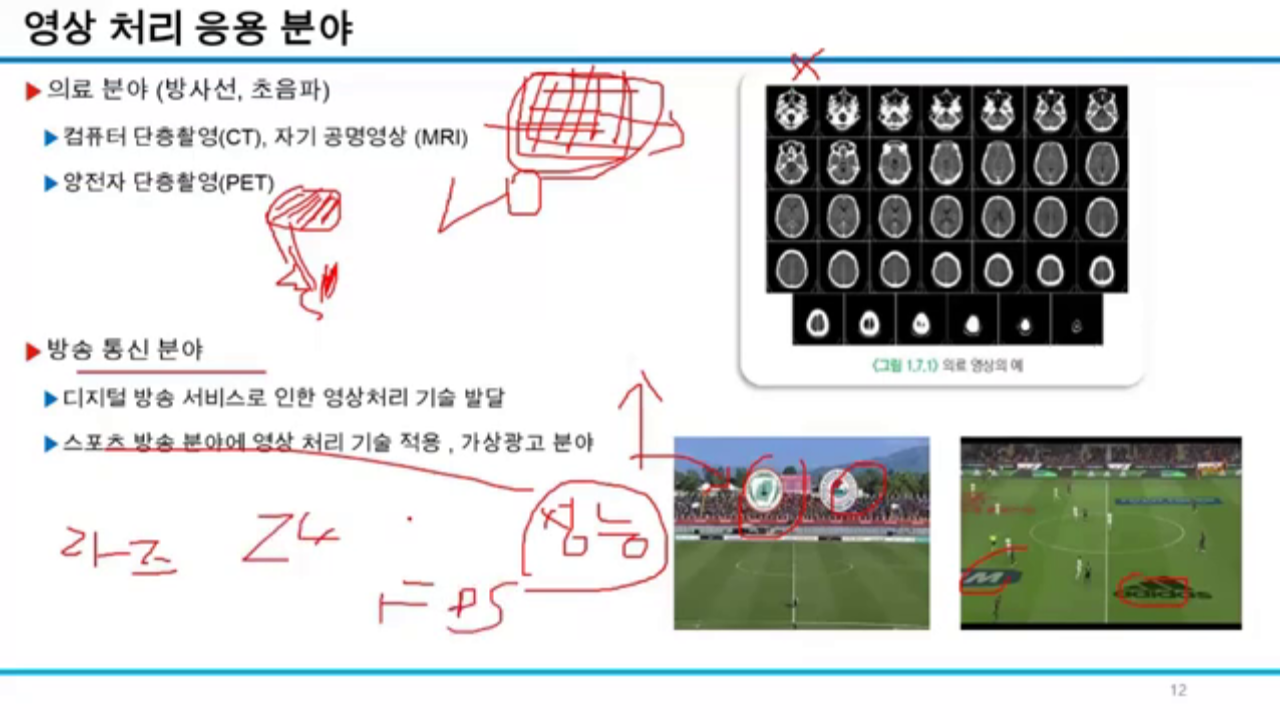 영상 처리 응용 분야
의료 분야 (방사선, 초음파)
컴퓨터 단층촬영(CT), 자기 공명영상 (MRI)
양전자 단층촬영(PET)
<그림 1.7.1> 의료 영상의 예
방송 통신 분야
디지털 방송 서비스로 인한 영상처리 기술 발달
스포츠 방송 분야에 영상 처리 기술 적용 , 가상광고 분야
성능
FPS
M
adidas
12